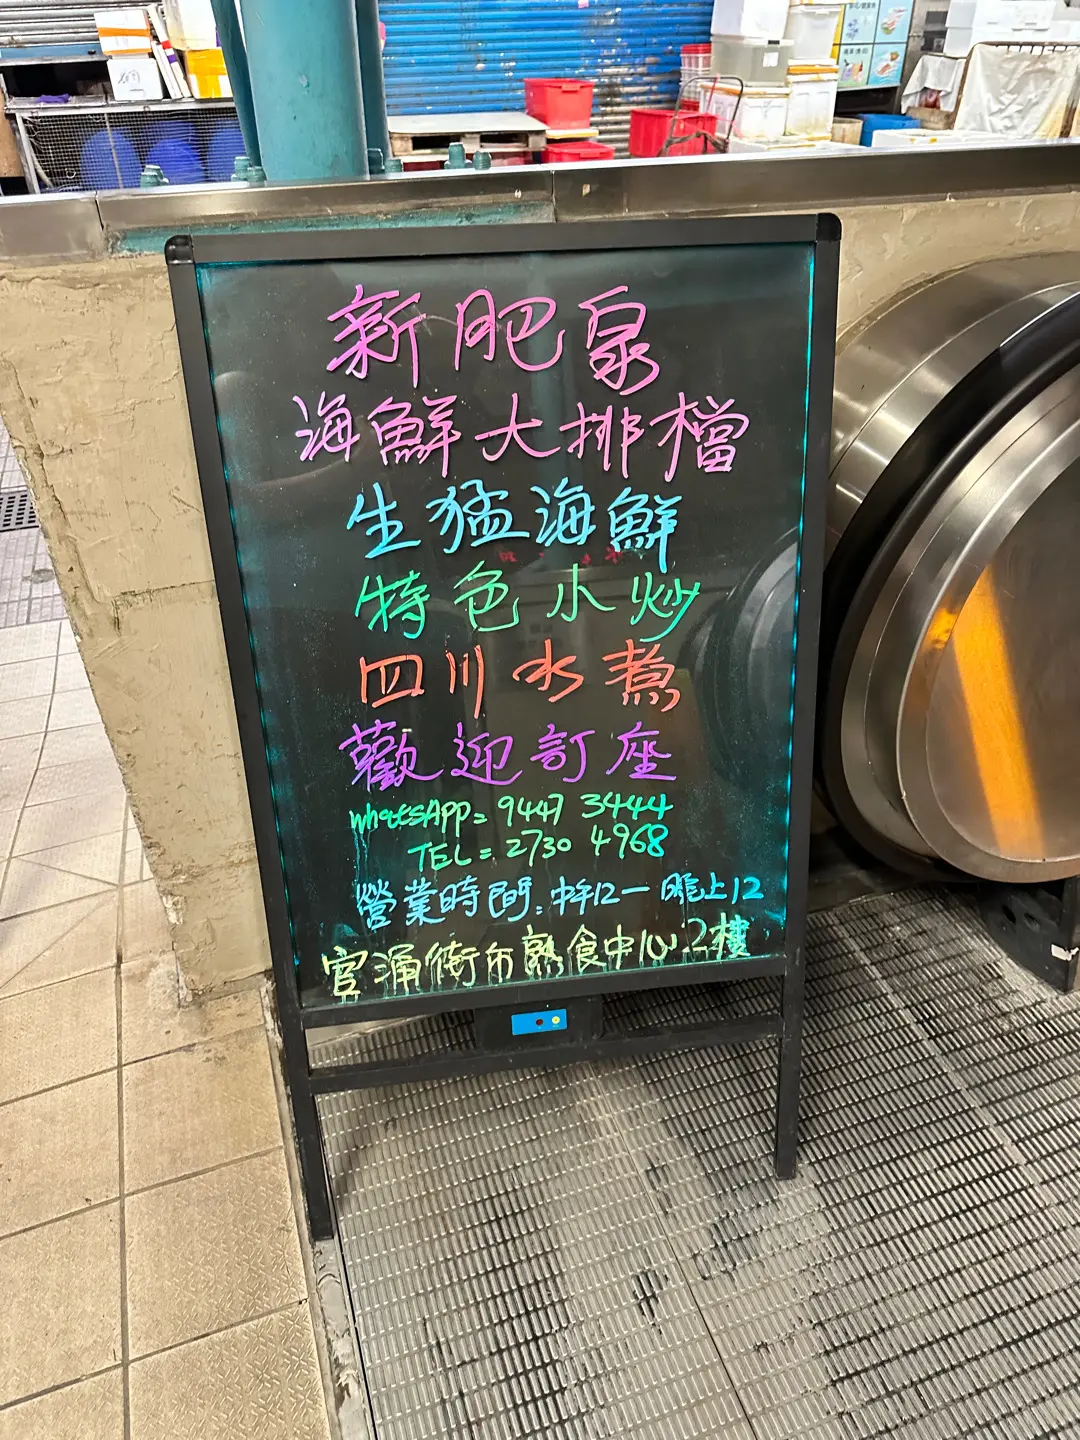 新肥泉
海鮮大排檔
生猛海鮮
特色小炒
四川水煮
歡迎訂座
WhatsAPP = 9447 3444
TEL = 2730 4968
營業時間: 中午12一 晚上12
官涌街市熟食中心2樓